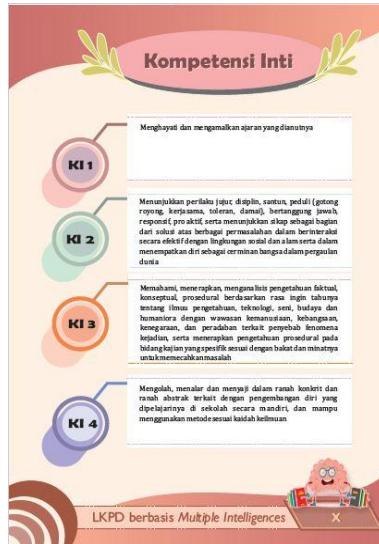 Kompetensi Inti
KI 1
Menghayati dan mengamalkan ajaran yang dianutnya
KI 2
Menunjukkan perilaku jujur, disiplin, santun, peduli (gotong
royong, kerjasama, toleran, damai), bertanggung jawab,
responsif, pro aktif, serta menunjukkan sikap sebagai bagian
dari solusi atas berbagai permasalahan dalam berinteraksi
secara efektif dengan lingkungan sosial dan alam serta dalam
menempatkan diri sebagai cerminan bangsa dalam pergaulan
dunia
KI 3
Memahami, menerapkan, menganalisis pengetahuan faktual,
konseptual, prosedural berdasarkan rasa ingin tahunya
tentang ilmuu pengetahuan, teknologi, seni, budaya dan
humaniora dengan wawasan kemanusiaan, kebangsaan,
kenegaraan, dan peradaban terkait penyebab fenomena
kejadian, serta menerapkan pengetahuan prosedural pada
bidang kajian yang spesifik sesuai dengan bakat dan minatnya
untuk memecahkan masalah
KI 4
Mengolah, menalar dan menyaji dalam ranah konkrit dan
ranah abstrak terkait dengan pengembangan diri yang
dipelajarinya di sekolah secara mandiri, dan mampu
menggunakan metode sesuai kaidah keilmuan
LKPD berbasis Multiple Intelligences
X